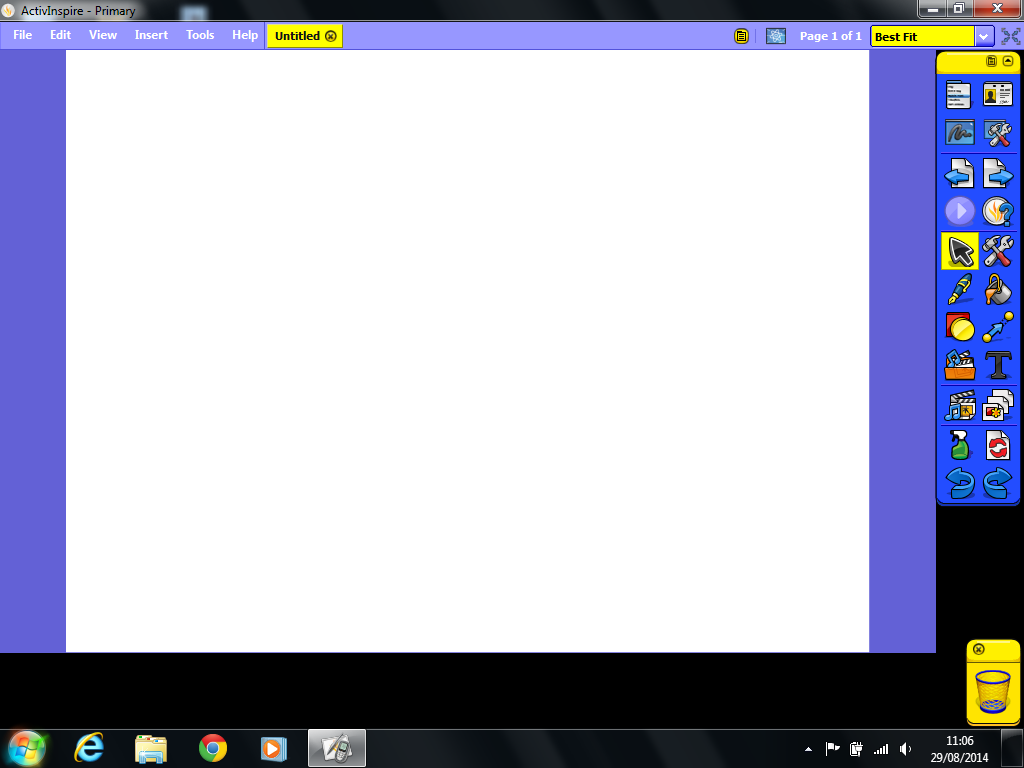 ActivInspire - Primary
File Edit View Insert Tools Help Untitled Page 1 of 1 Best Fit
11:06
29/08/2014